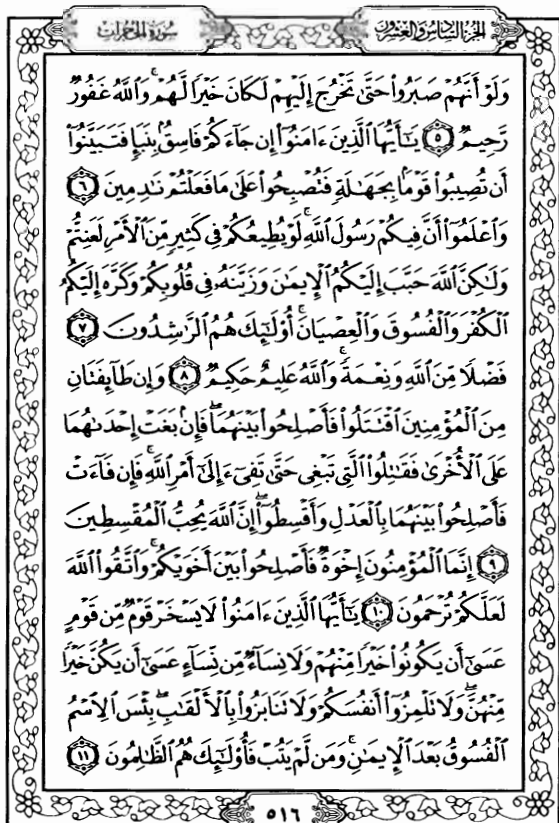 الجزء السادس والعشرون
سورة الحجرات
وَلَوْ أَنَّهُمْ صَبَرُوا۟ حَتَّىٰ تَخْرُجَ إِلَيْهِمْ لَكَانَ خَيْرًا لَّهُمْ ۚ وَٱللَّهُ غَفُورٌ
رَّحِيمٌ ٥ يَـٰٓأَيُّهَا ٱلَّذِينَ ءَامَنُوٓا۟ إِن جَآءَكُمْ فَاسِقٌۢ بِنَبَإٍ فَتَبَيَّنُوٓا۟
أَن تُصِيبُوا۟ قَوْمًۢا بِجَهَـٰلَةٍ فَتُصْبِحُوا۟ عَلَىٰ مَا فَعَلْتُمْ نَـٰدِمِينَ ٦
وَٱعْلَمُوٓا۟ أَنَّ فِيكُمْ رَسُولَ ٱللَّهِ ۚ لَوْ يُطِيعُكُمْ فِى كَثِيرٍ مِّنَ ٱلْأَمْرِ لَعَنِتُّمْ
وَلَـٰكِنَّ ٱللَّهَ حَبَّبَ إِلَيْكُمُ ٱلْإِيمَـٰنَ وَزَيَّنَهُۥ فِى قُلُوبِكُمْ وَكَرَّهَ إِلَيْكُمُ
ٱلْكُفْرَ وَٱلْفُسُوقَ وَٱلْعِصْيَانَ ۚ أُو۟لَـٰٓئِكَ هُمُ ٱلرَّٰشِدُونَ ٧
فَضْلًا مِّنَ ٱللَّهِ وَنِعْمَةً ۚ وَٱللَّهُ عَلِيمٌ حَكِيمٌ ٨ وَإِن طَآئِفَتَانِ
مِنَ ٱلْمُؤْمِنِينَ ٱقْتَتَلُوا۟ فَأَصْلِحُوا۟ بَيْنَهُمَا ۖ فَإِنۢ بَغَتْ إِحْدَىٰهُمَا
عَلَى ٱلْأُخْرَىٰ فَقَـٰتِلُوا۟ ٱلَّتِى تَبْغِى حَتَّىٰ تَفِىٓءَ إِلَىٰٓ أَمْرِ ٱللَّهِ ۚ فَإِن فَآءَتْ
فَأَصْلِحُوا۟ بَيْنَهُمَا بِٱلْعَدْلِ وَأَقْسِطُوٓا۟ ۖ إِنَّ ٱللَّهَ يُحِبُّ ٱلْمُقْسِطِينَ
٩ إِنَّمَا ٱلْمُؤْمِنُونَ إِخْوَةٌ فَأَصْلِحُوا۟ بَيْنَ أَخَوَيْكُمْ ۚ وَٱتَّقُوا۟ ٱللَّهَ
لَعَلَّكُمْ تُرْحَمُونَ ١٠ يَـٰٓأَيُّهَا ٱلَّذِينَ ءَامَنُوا۟ لَا يَسْخَرْ قَوْمٌ مِّن قَوْمٍ
عَسَىٰٓ أَن يَكُونُوا۟ خَيْرًا مِّنْهُمْ وَلَا نِسَآءٌ مِّن نِّسَآءٍ عَسَىٰٓ أَن يَكُنَّ خَيْرًا
مِّنْهُنَّ ۖ وَلَا تَلْمِزُوٓا۟ أَنفُسَكُمْ وَلَا تَنَابَزُوا۟ بِٱلْأَلْقَـٰبِ ۖ بِئْسَ ٱلِٱسْمُ
ٱلْفُسُوقُ بَعْدَ ٱلْإِيمَـٰنِ ۚ وَمَن لَّمْ يَتُبْ فَأُو۟لَـٰٓئِكَ هُمُ ٱلظَّـٰلِمُونَ ١١
٥١٦